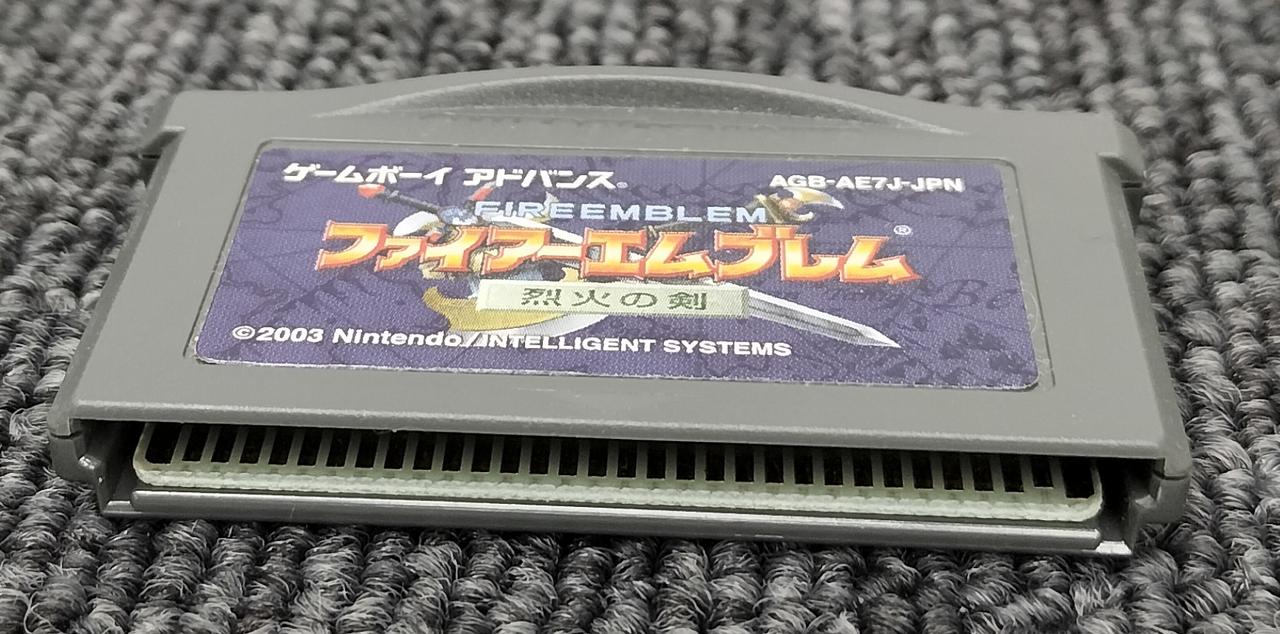 ゲームボーイ アドバンス®
AGB-AE7J-JPN
FIREEMBLEM
ファイアーエムブレム®
烈火の剣
©2003 Nintendo/INTELLIGENT SYSTEMS